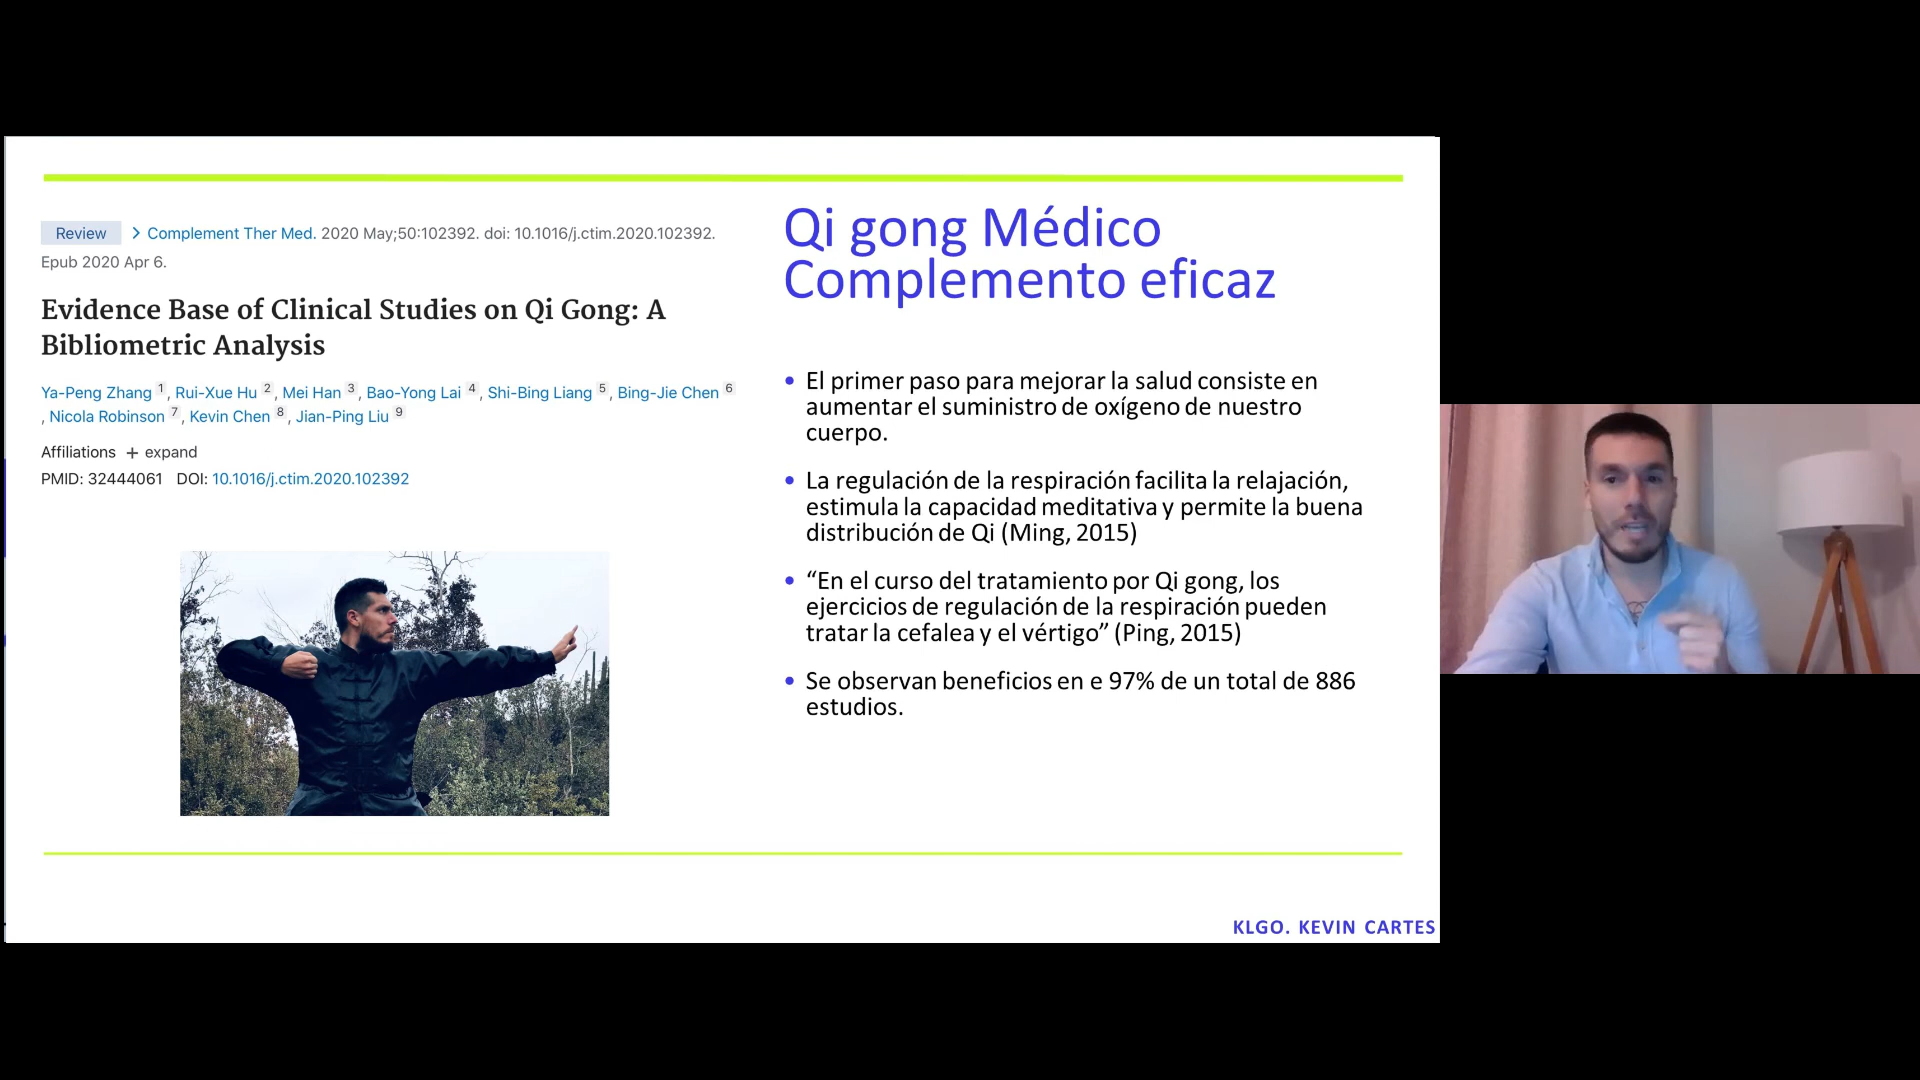 Review > Complement Ther Med. 2020 May;50:102392. doi: 10.1016/j.ctim.2020.102392.
Epub 2020 Apr 6.
Evidence Base of Clinical Studies on Qi Gong: A
Bibliometric Analysis
Ya-Peng Zhang 1, Rui-Xue Hu 2, Mei Han 3, Bao-Yong Lai 4, Shi-Bing Liang 5, Bing-Jie Chen 6
, Nicola Robinson 7, Kevin Chen 8, Jian-Ping Liu 9
Affiliations + expand
PMID: 32444061 DOI: 10.1016/j.ctim.2020.102392
Qi gong Médico
Complemento eficaz
• El primer paso para mejorar la salud consiste en
aumentar el suministro de oxígeno de nuestro
cuerpo.
• La regulación de la respiración facilita la relajación,
estimula la capacidad meditativa y permite la buena
distribución de Qi (Ming, 2015)
• “En el curso del tratamiento por Qi gong, los
ejercicios de regulación de la respiración pueden
tratar la cefalea y el vértigo” (Ping, 2015)
• Se observan beneficios en e 97% de un total de 886
estudios.
KLGO. KEVIN CARTES